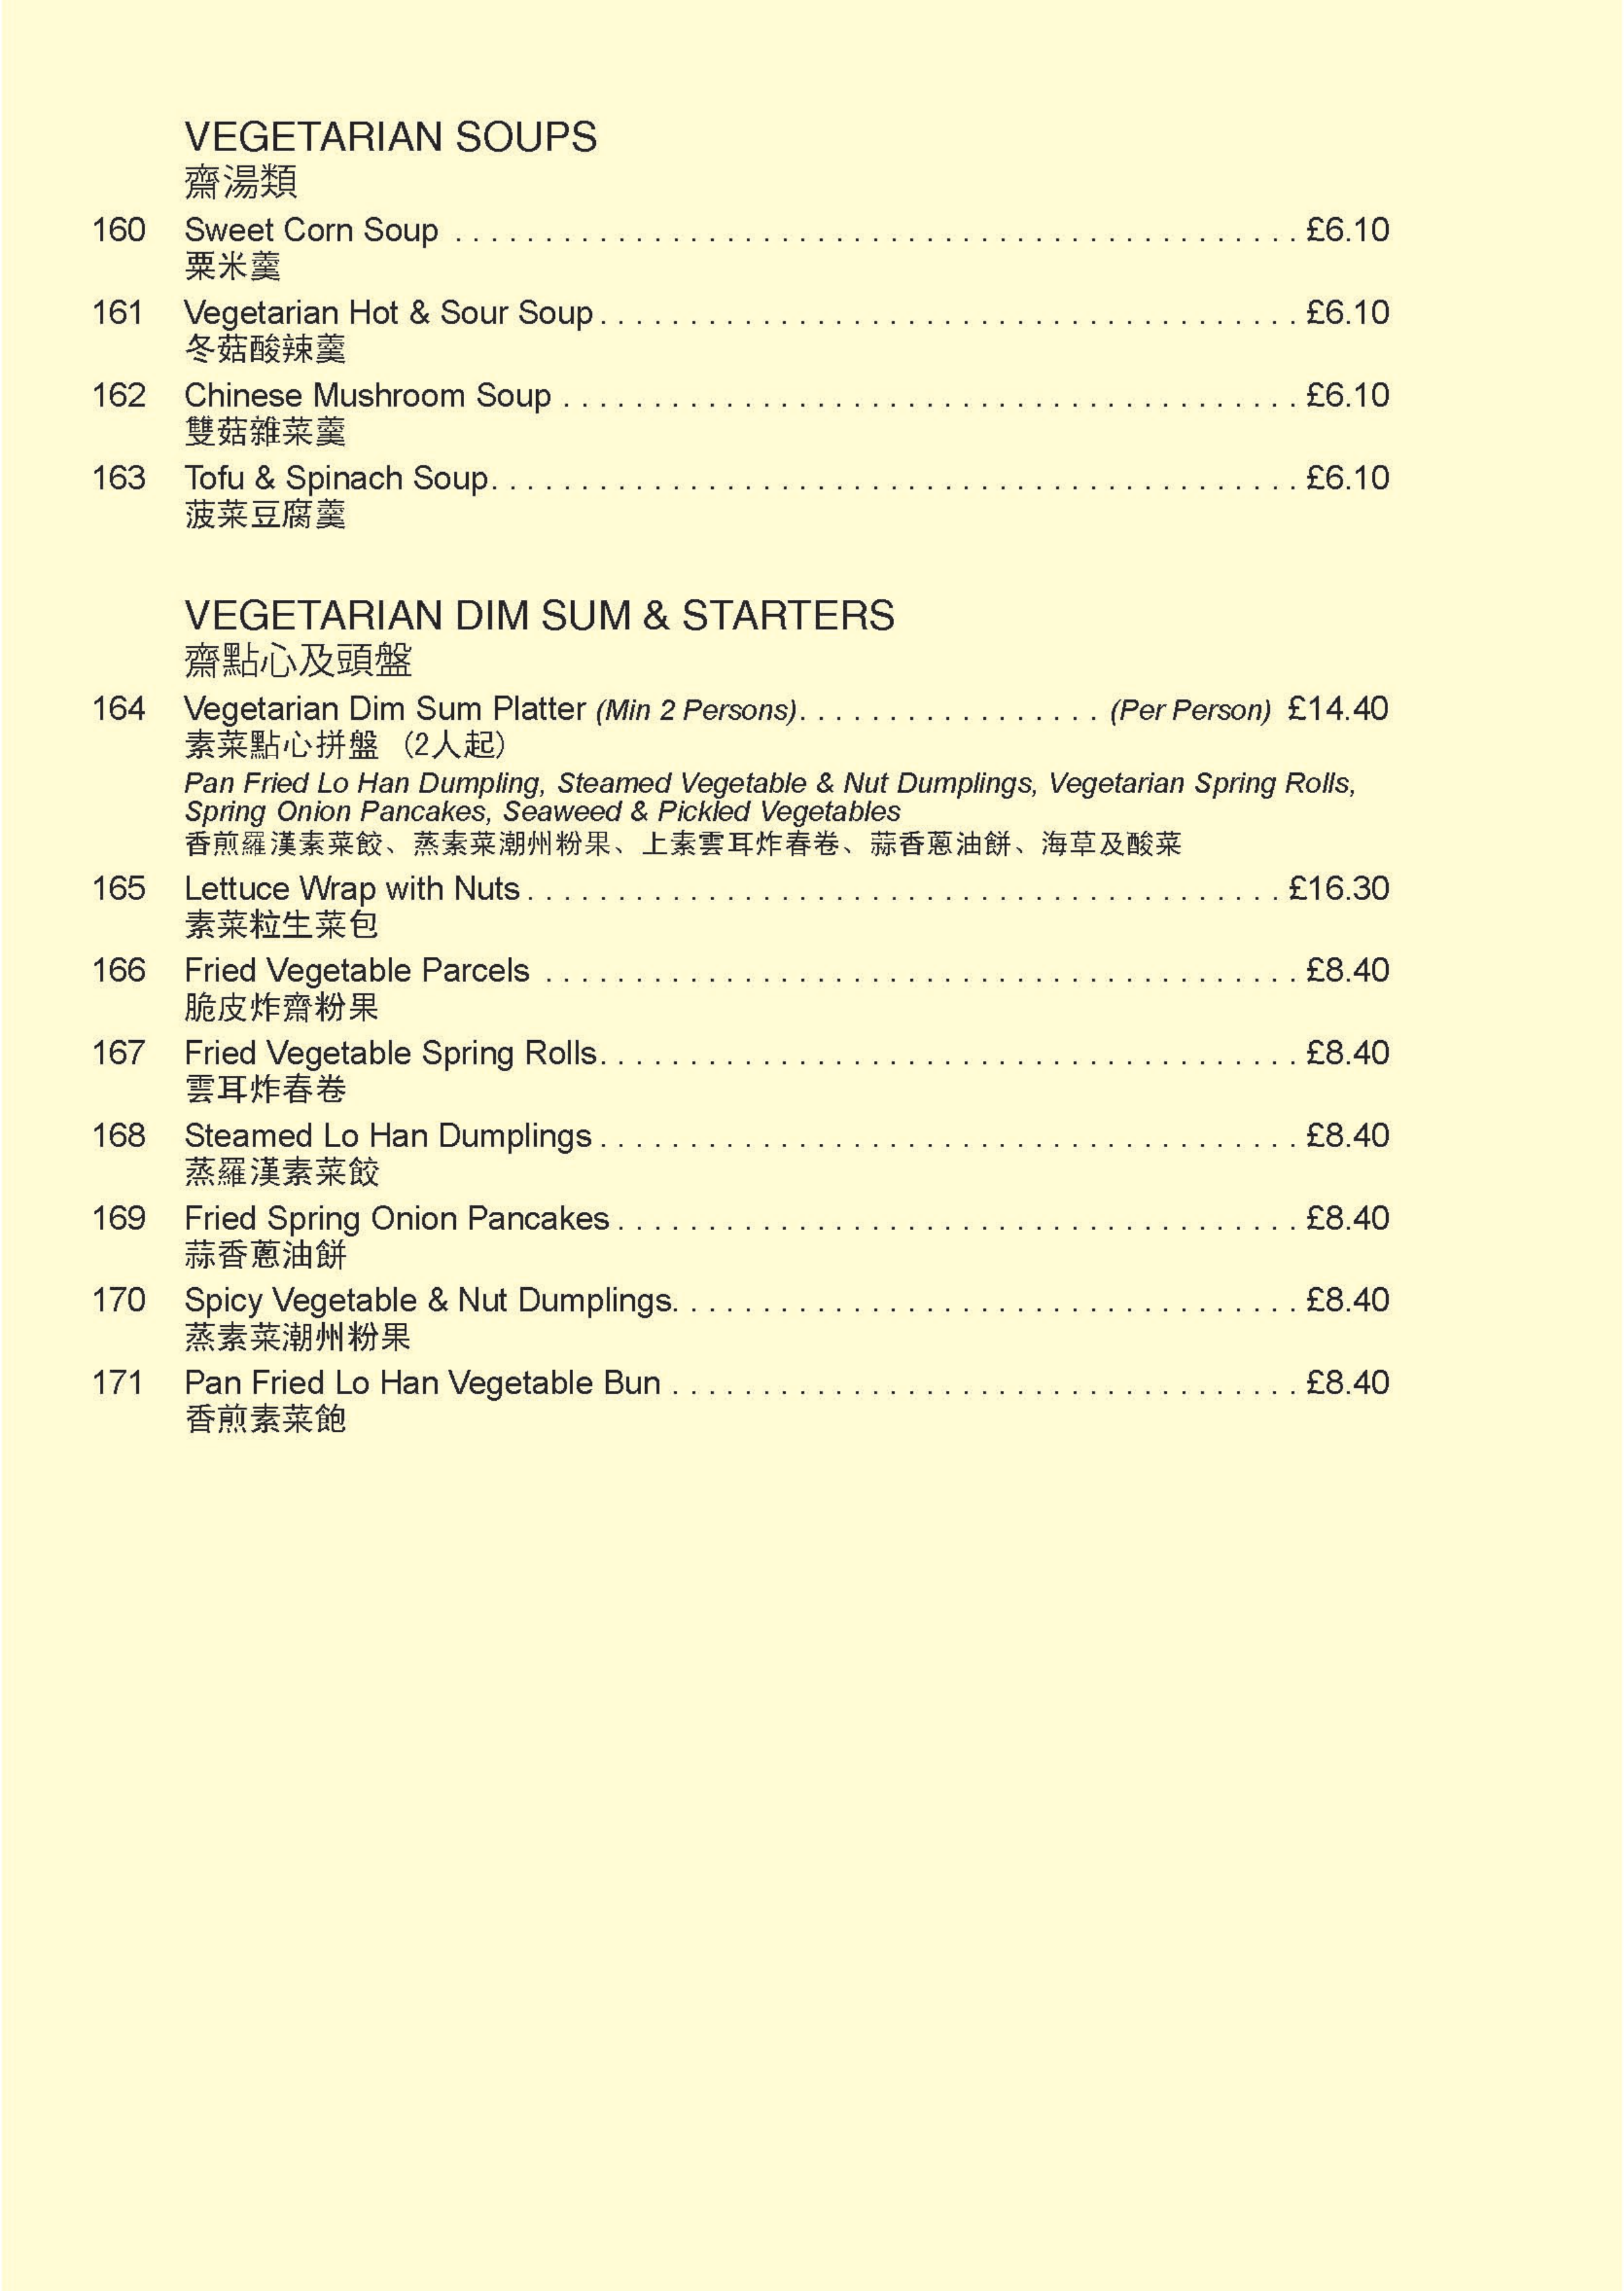 VEGETARIAN SOUPS
齋湯類
160 Sweet Corn Soup . . . . . . . . . . . . . . . . . . . . . . . . . . . . . . . . . . . . . . . . . . . . . . . £6.10
粟米羹
161 Vegetarian Hot & Sour Soup . . . . . . . . . . . . . . . . . . . . . . . . . . . . . . . . . . . . . . . £6.10
冬菇酸辣羹
162 Chinese Mushroom Soup . . . . . . . . . . . . . . . . . . . . . . . . . . . . . . . . . . . . . . . . . £6.10
雙菇雜菜羹
163 Tofu & Spinach Soup . . . . . . . . . . . . . . . . . . . . . . . . . . . . . . . . . . . . . . . . . . . . . £6.10
菠菜豆腐羹
VEGETARIAN DIM SUM & STARTERS
齋點心及頭盤
164 Vegetarian Dim Sum Platter (Min 2 Persons) . . . . . . . . . . . . . . . . . (Per Person) £14.40
素菜點心拼盤 (2人起)
Pan Fried Lo Han Dumpling, Steamed Vegetable & Nut Dumplings, Vegetarian Spring Rolls,
Spring Onion Pancakes, Seaweed & Pickled Vegetables
香煎羅漢素菜餃、蒸素菜潮州粉果、上素雲耳炸春卷、蒜香蔥油餅、海草及酸菜
165 Lettuce Wrap with Nuts . . . . . . . . . . . . . . . . . . . . . . . . . . . . . . . . . . . . . . . . . . £16.30
素菜粒生菜包
166 Fried Vegetable Parcels . . . . . . . . . . . . . . . . . . . . . . . . . . . . . . . . . . . . . . . . . . £8.40
脆皮炸齋粉果
167 Fried Vegetable Spring Rolls . . . . . . . . . . . . . . . . . . . . . . . . . . . . . . . . . . . . . . . £8.40
雲耳炸春卷
168 Steamed Lo Han Dumplings . . . . . . . . . . . . . . . . . . . . . . . . . . . . . . . . . . . . . . . £8.40
蒸羅漢素菜餃
169 Fried Spring Onion Pancakes . . . . . . . . . . . . . . . . . . . . . . . . . . . . . . . . . . . . . . £8.40
蒜香蔥油餅
170 Spicy Vegetable & Nut Dumplings . . . . . . . . . . . . . . . . . . . . . . . . . . . . . . . . . . . £8.40
蒸素菜潮州粉果
171 Pan Fried Lo Han Vegetable Bun . . . . . . . . . . . . . . . . . . . . . . . . . . . . . . . . . . . £8.40
香煎素菜飽